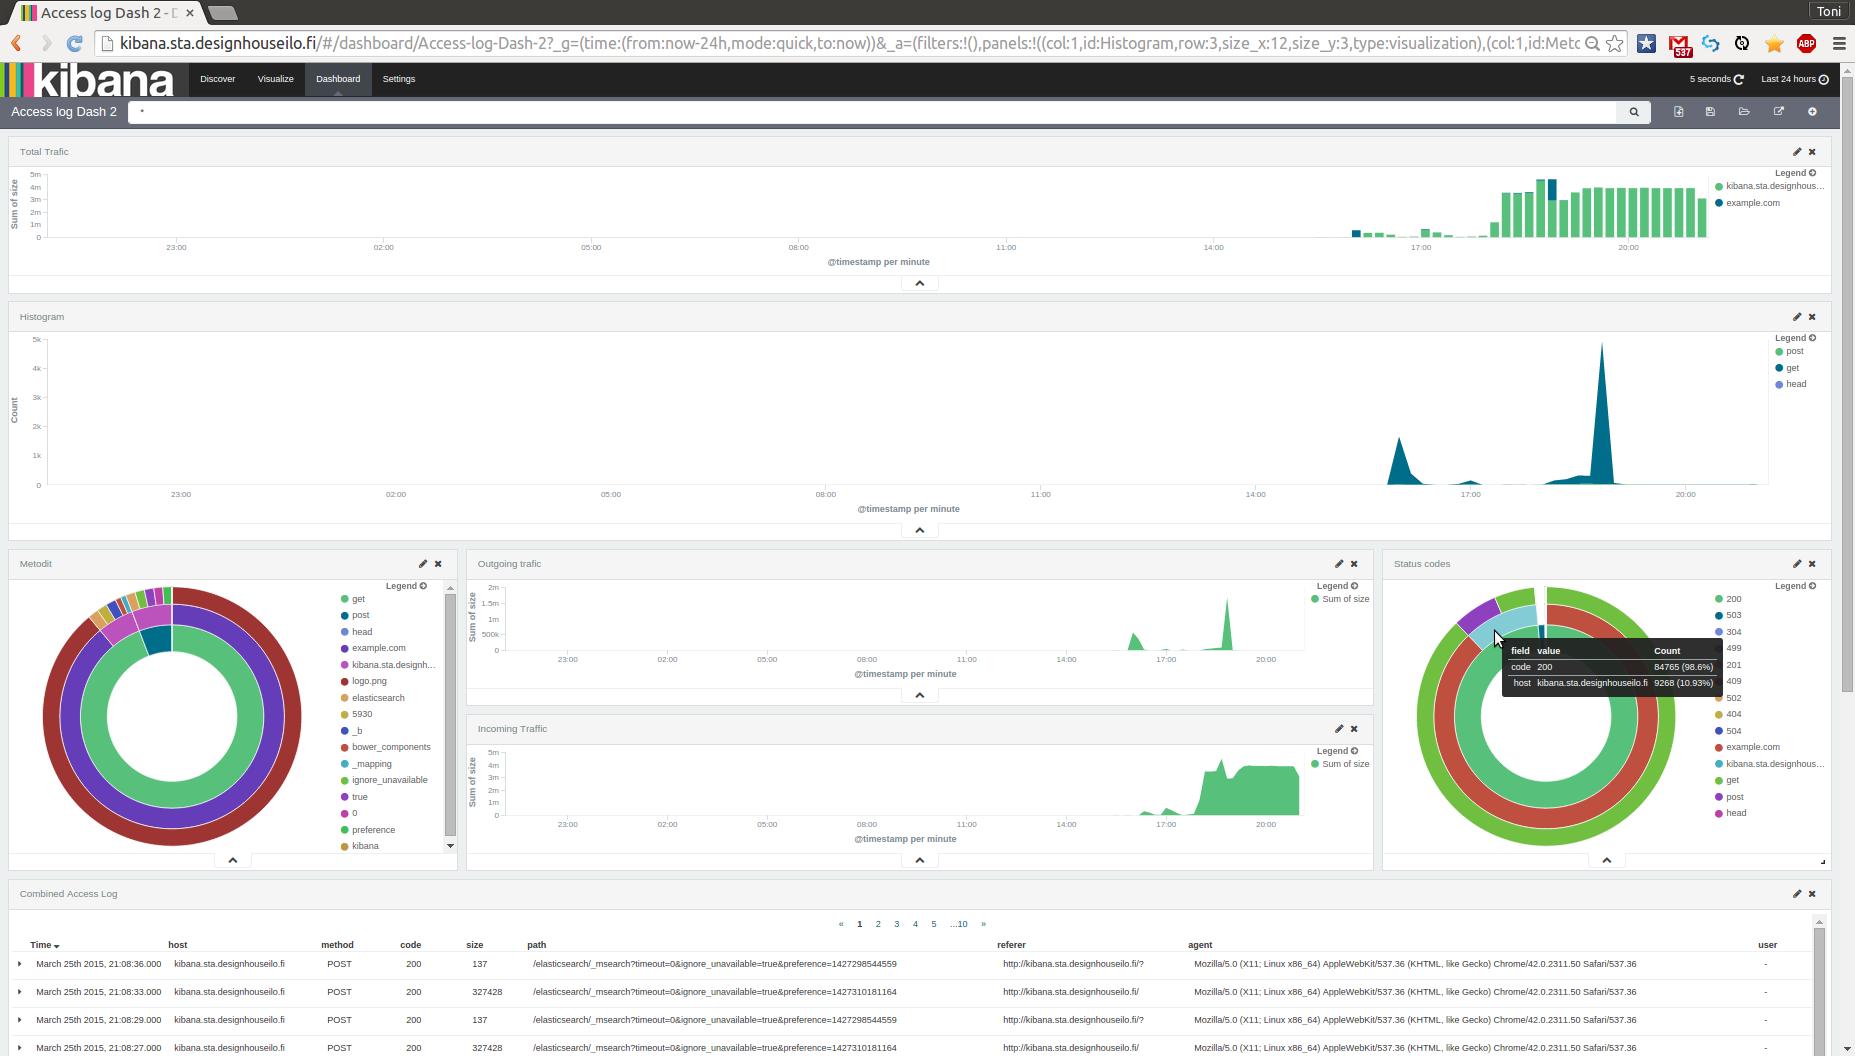 Access log Dash 2 - D
Toni
kibana.sta.designhouseilo.fi/#/dashboard/Access-log-Dash-2?_g=(time:(from:now-24h,mode:quick,to:now))&_a=(filters:!(),panels:!((col:1,id:Histogram,row:3,size_x:12,size_y:3,type:visualization),(col:1,id:Metc
537
ABP
kibana
Discover Visualize Dashboard Settings
5 seconds Last 24 hours
Access log Dash 2 *
Total Trafic
Legend
kibana.sta.designhous...
example.com
Sum of size
5m
4m
3m
2m
1m
0
23:00 02:00 05:00 08:00 11:00 14:00 17:00 20:00
@timestamp per minute
Histogram
Legend
post
get
head
Count
5k
4k
3k
2k
1k
0
23:00 02:00 05:00 08:00 11:00 14:00 17:00 20:00
@timestamp per minute
Metodit
Legend
get
post
head
example.com
kibana.sta.designh...
logo.png
elasticsearch
5930
_b
bower_components
_mapping
ignore_unavailable
true
0
preference
kibana
Outgoing trafic
Legend
Sum of size
Sum of size
2m
1.5m
1m
500k
0
23:00 02:00 05:00 08:00 11:00 14:00 17:00 20:00
@timestamp per minute
Incoming Traffic
Legend
Sum of size
Sum of size
5m
4m
3m
2m
1m
0
23:00 02:00 05:00 08:00 11:00 14:00 17:00 20:00
@timestamp per minute
Status codes
Legend
200
503
304
499
201
409
502
404
504
example.com
kibana.sta.designhous...
get
post
head
field value Count
code 200 84765 (98.6%)
host kibana.sta.designhouseilo.fi 9268 (10.93%)
Combined Access Log
« 1 2 3 4 5 ...10 »
Time host method code size path referer agent user
March 25th 2015, 21:08:36.000 kibana.sta.designhouseilo.fi POST 200 137 /elasticsearch/_msearch?timeout=0&ignore_unavailable=true&preference=1427298544559 http://kibana.sta.designhouseilo.fi/? Mozilla/5.0 (X11; Linux x86_64) AppleWebKit/537.36 (KHTML, like Gecko) Chrome/42.0.2311.50 Safari/537.36 -
March 25th 2015, 21:08:33.000 kibana.sta.designhouseilo.fi POST 200 327428 /elasticsearch/_msearch?timeout=0&ignore_unavailable=true&preference=1427310181164 http://kibana.sta.designhouseilo.fi/ Mozilla/5.0 (X11; Linux x86_64) AppleWebKit/537.36 (KHTML, like Gecko) Chrome/42.0.2311.50 Safari/537.36 -
March 25th 2015, 21:08:29.000 kibana.sta.designhouseilo.fi POST 200 137 /elasticsearch/_msearch?timeout=0&ignore_unavailable=true&preference=1427298544559 http://kibana.sta.designhouseilo.fi/? Mozilla/5.0 (X11; Linux x86_64) AppleWebKit/537.36 (KHTML, like Gecko) Chrome/42.0.2311.50 Safari/537.36 -
March 25th 2015, 21:08:27.000 kibana.sta.designhouseilo.fi POST 200 327428 /elasticsearch/_msearch?timeout=0&ignore_unavailable=true&preference=1427310181164 http://kibana.sta.designhouseilo.fi/ Mozilla/5.0 (X11; Linux x86_64) AppleWebKit/537.36 (KHTML, like Gecko) Chrome/42.0.2311.50 Safari/537.36 -